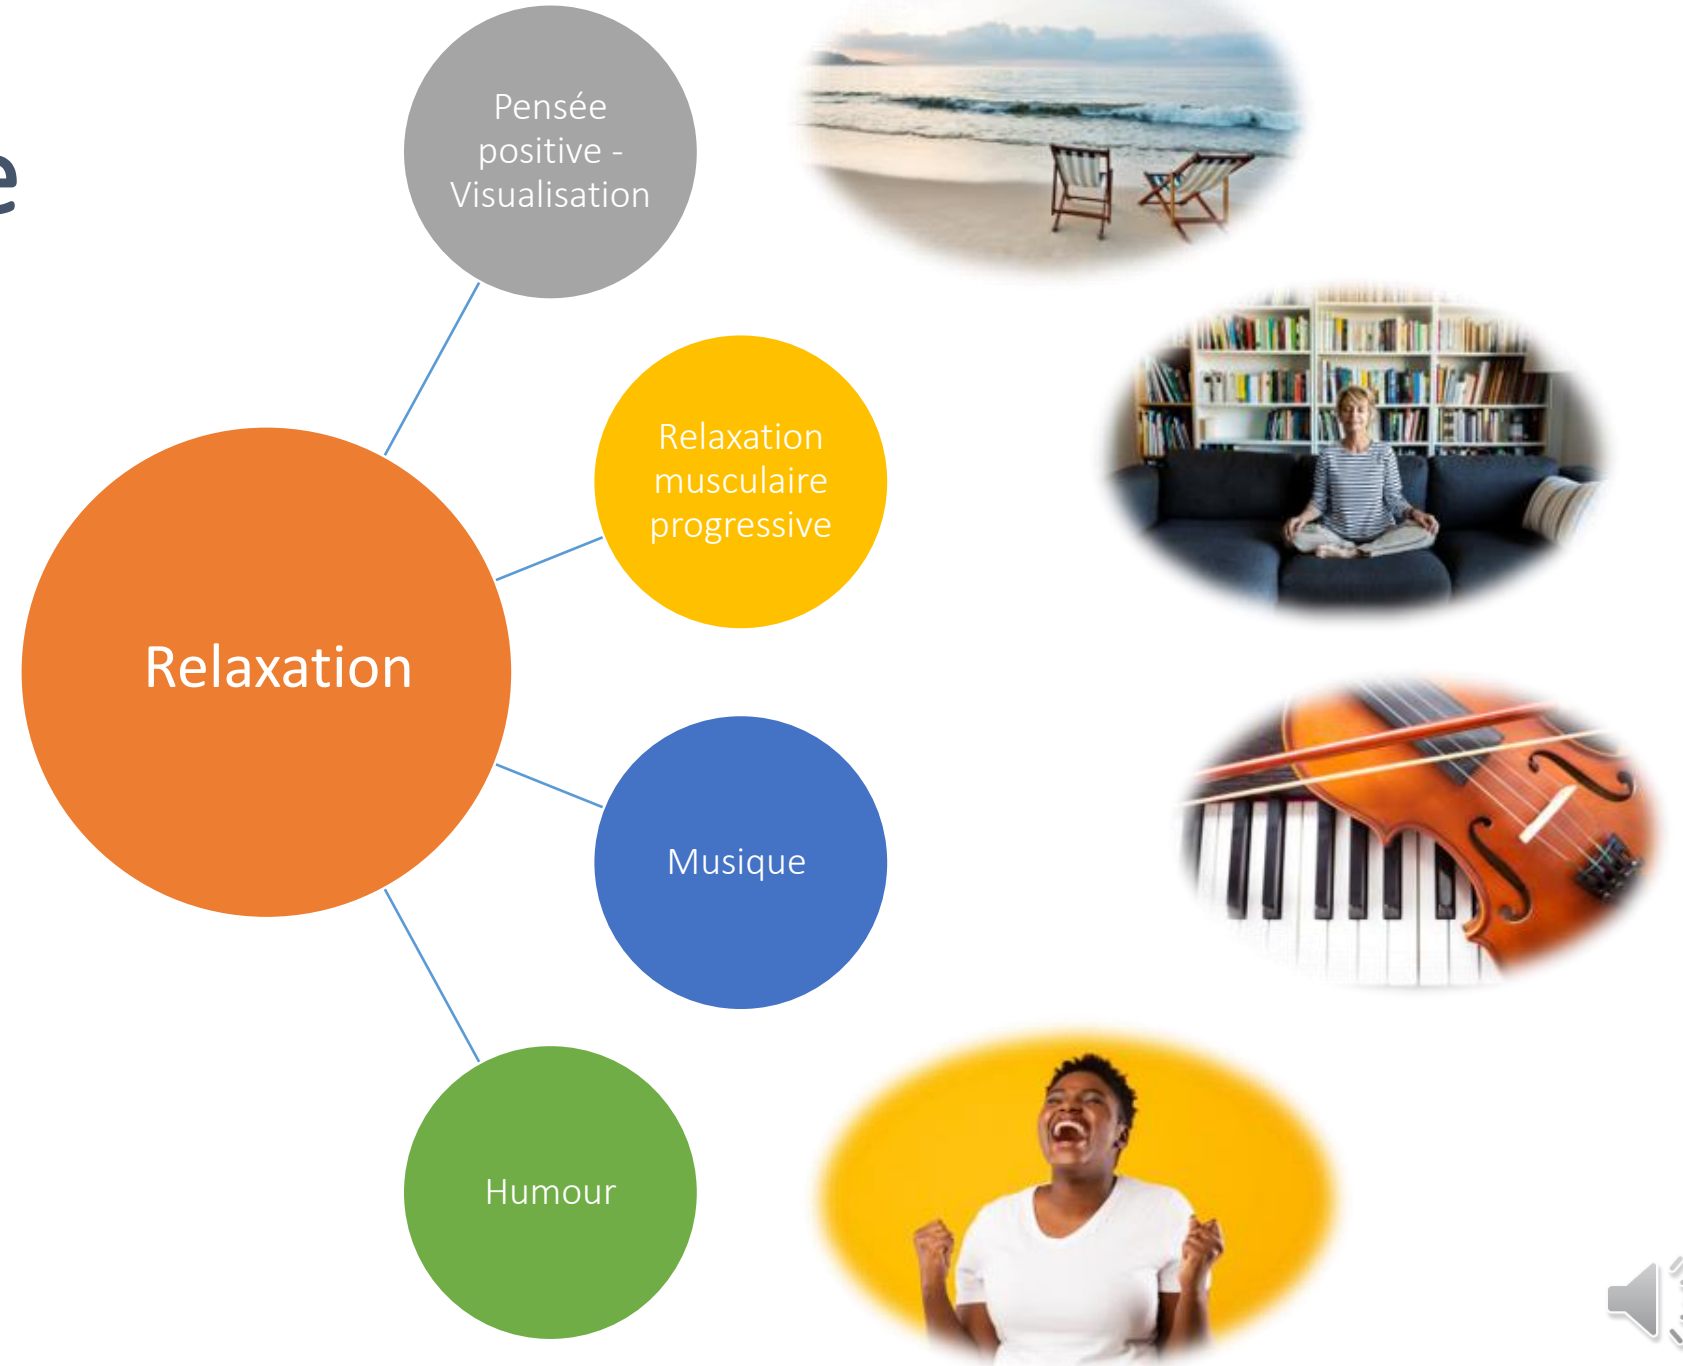 Pensée
positive -
Visualisation
Relaxation
musculaire
progressive
Relaxation
Musique
Humour